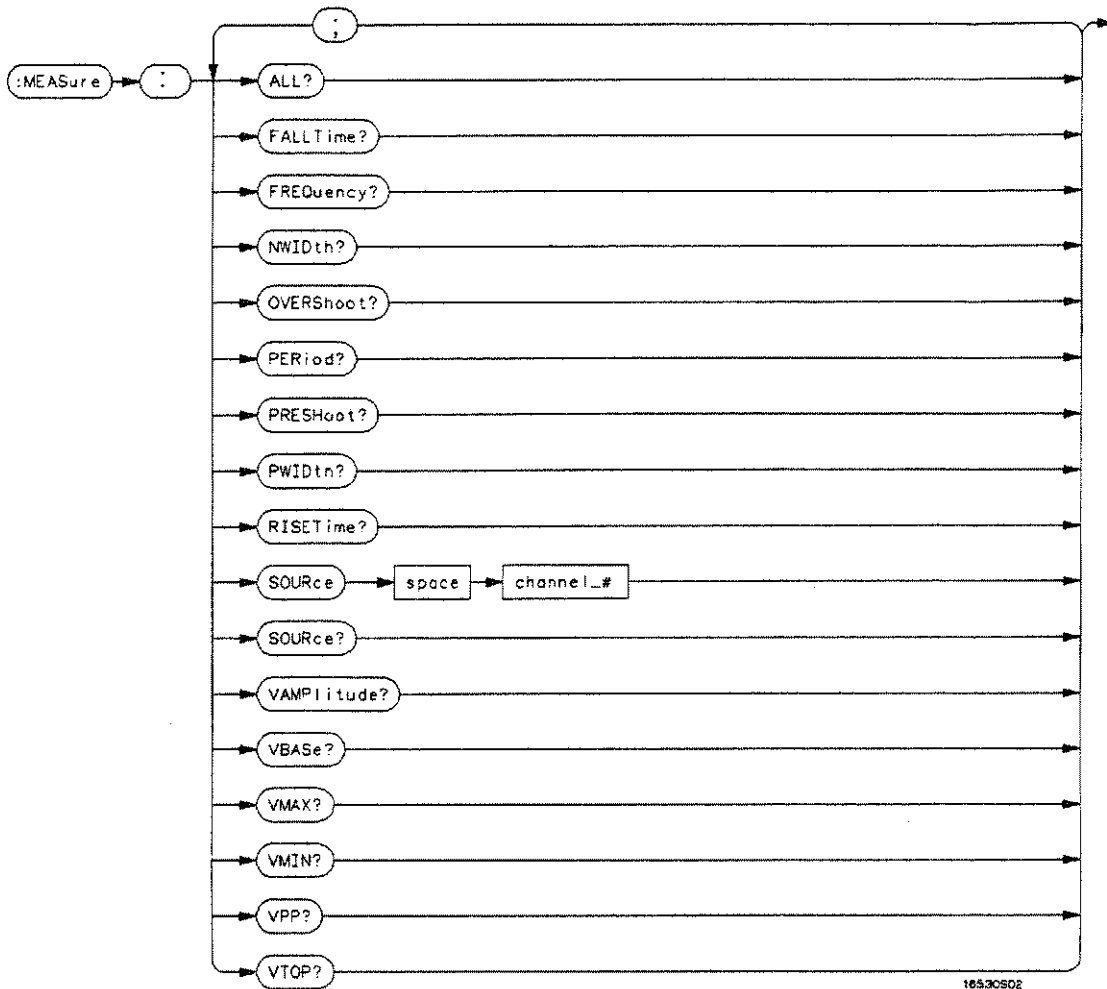 ;
:MEASure : ALL?
FALLTime?
FREQuency?
NWIDth?
OVERShoot?
PERiod?
PRESHoot?
PWIDth?
RISETime?
SOURce space channel_#
SOURce?
VAMPlitude?
VBASe?
VMAX?
VMIN?
VPP?
VTOP?
16530S02